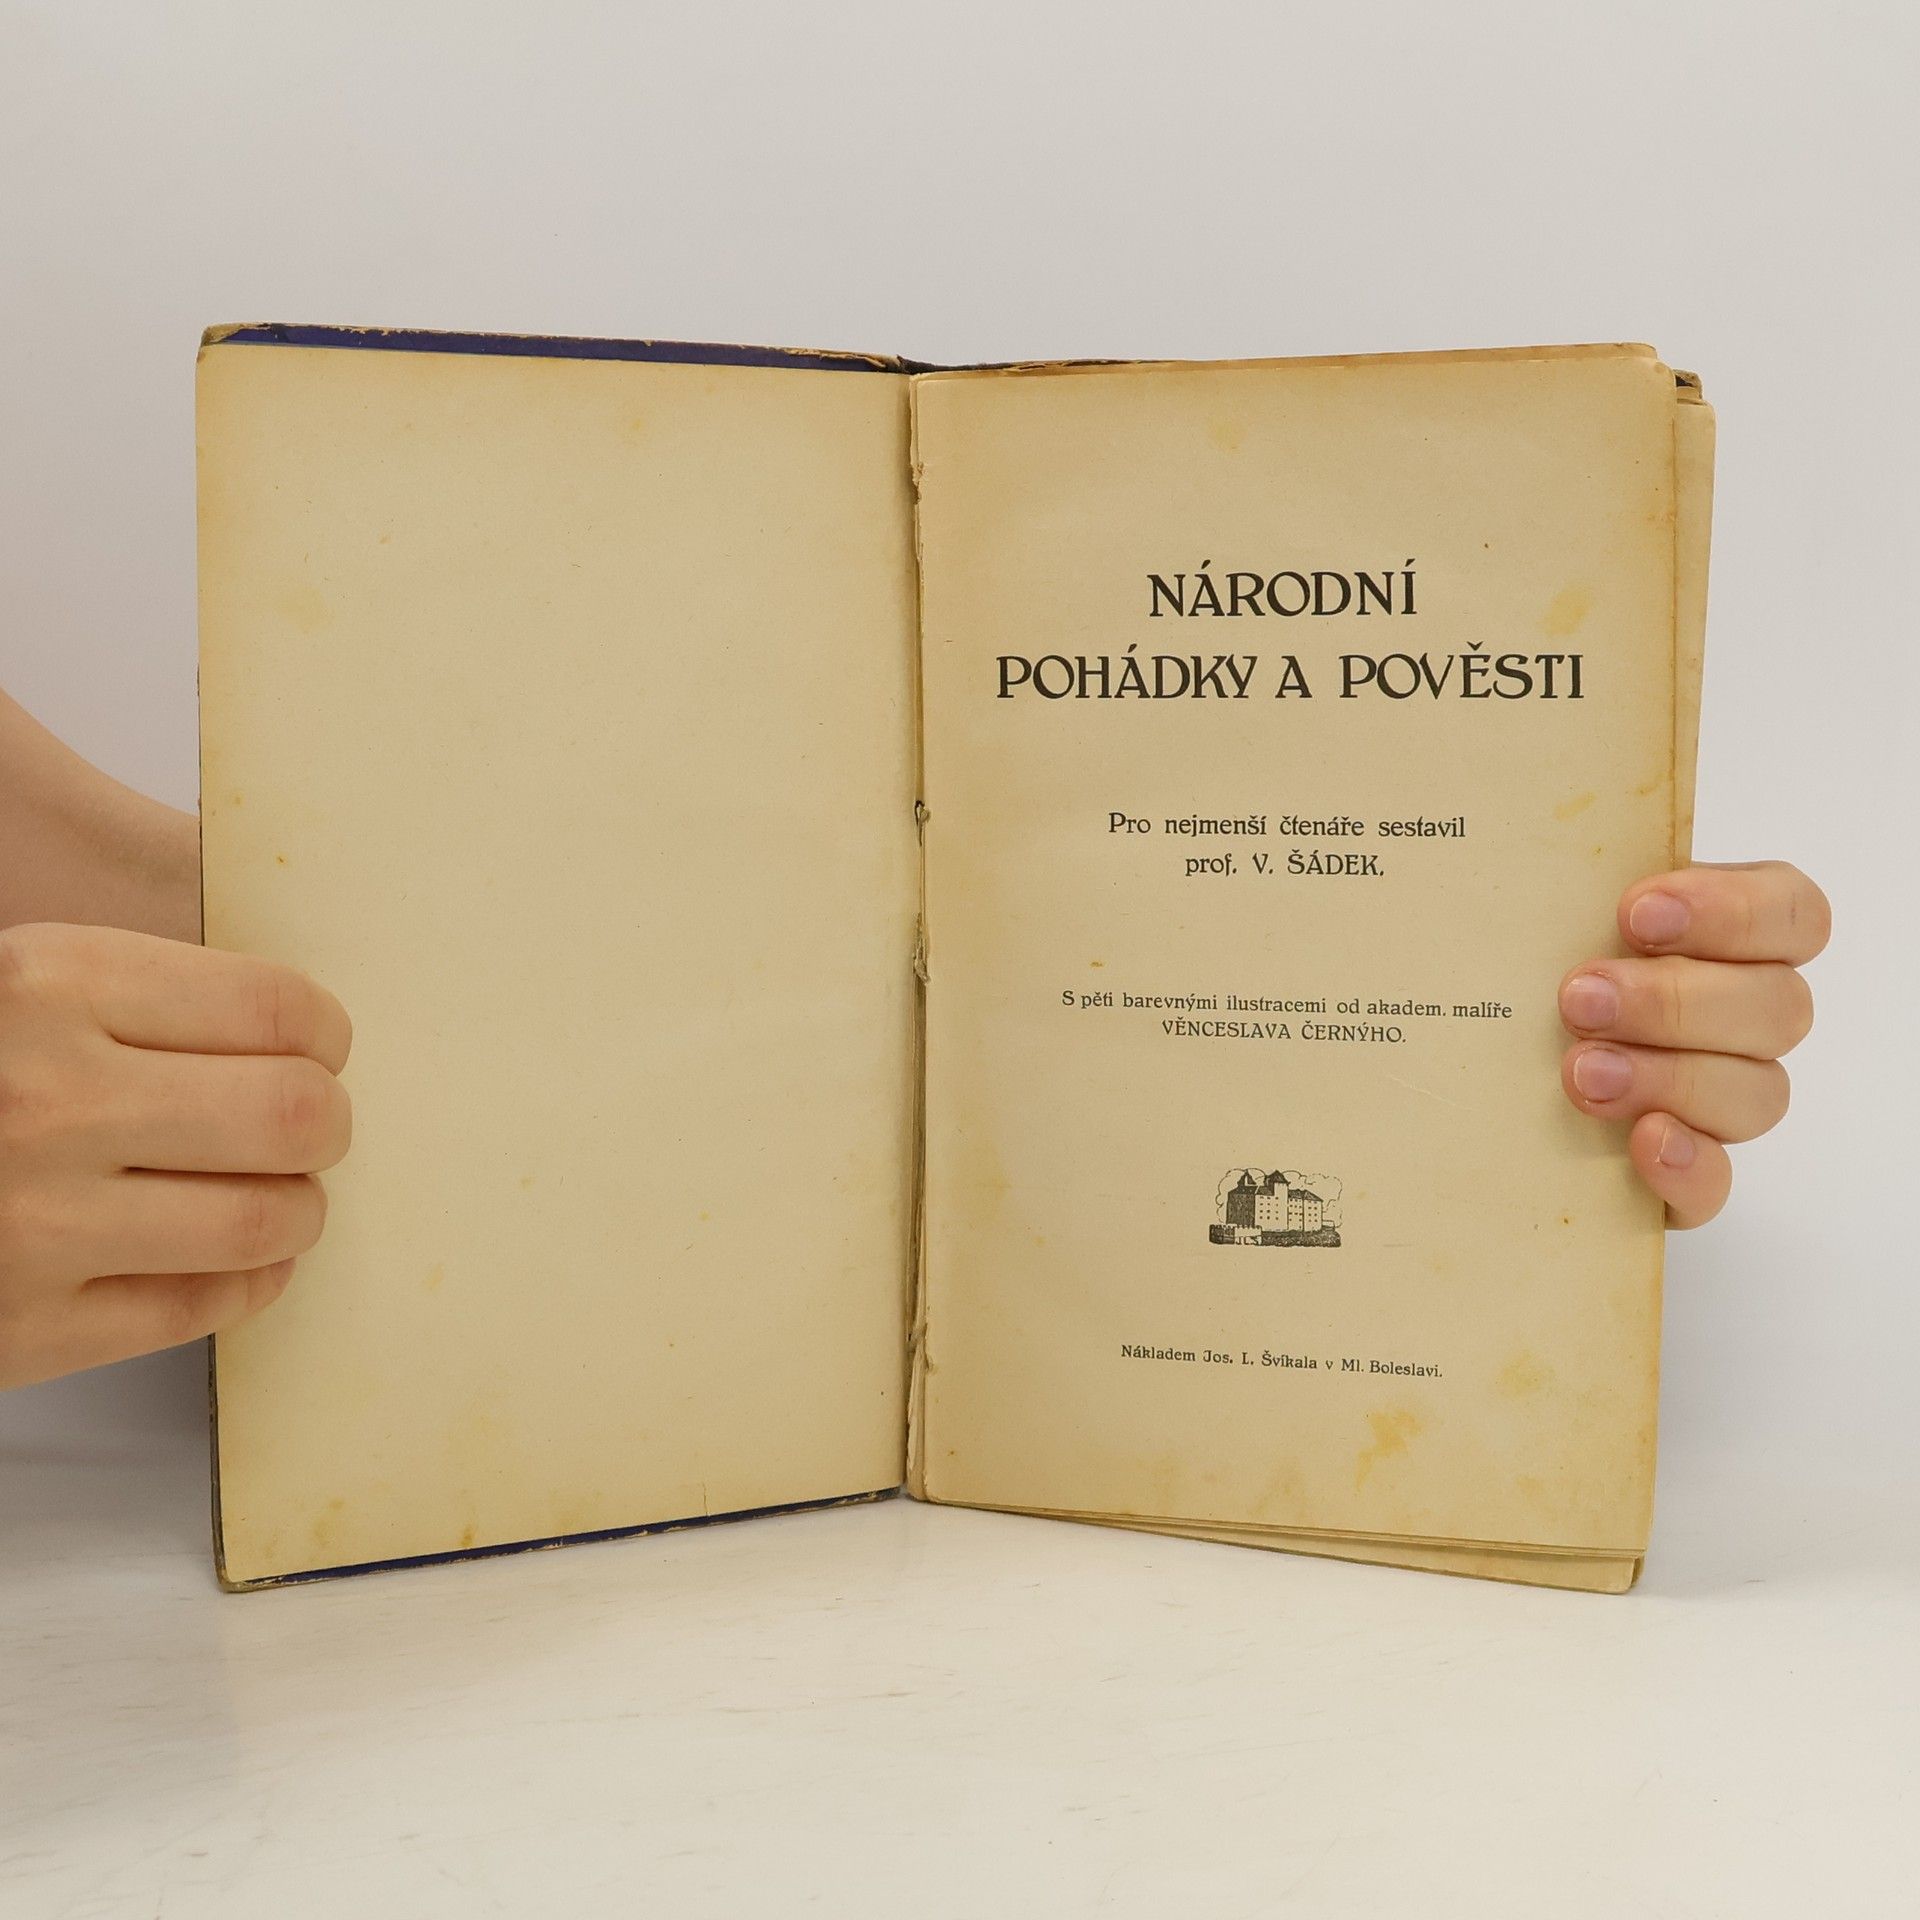 NÁRODNÍ
POHÁDKY A POVĚSTI
Pro nejmenší čtenáře sestavil
prof. V. ŠÁDEK.
S pěti barevnými ilustracemi od akadem. malíře
VĚNCESLAVA ČERNÝHO.
Nákladem Jos. L. Švíkala v Ml. Boleslavi.